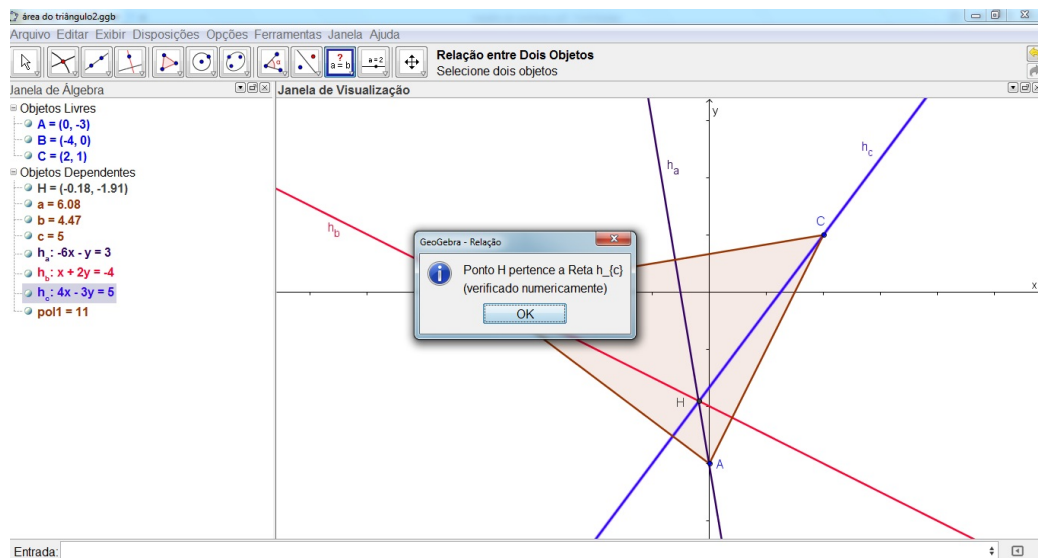 área do triângulo2.ggb
Arquivo Editar Exibir Disposições Opções Ferramentas Janela Ajuda
? a = b
a = 2
Relação entre Dois Objetos
Selecione dois objetos
Janela de Álgebra
Janela de Visualização
Objetos Livres
A = (0, -3)
B = (-4, 0)
C = (2, 1)
Objetos Dependentes
H = (-0.18, -1.91)
a = 6.08
b = 4.47
c = 5
h_a: -6x - y = 3
h_b: x + 2y = -4
h_c: 4x - 3y = 5
pol1 = 11
y
h_c
h_a
C
h_b
GeoGebra - Relação
Ponto H pertence a Reta h_{c}
(verificado numericamente)
OK
x
H
A
Entrada: